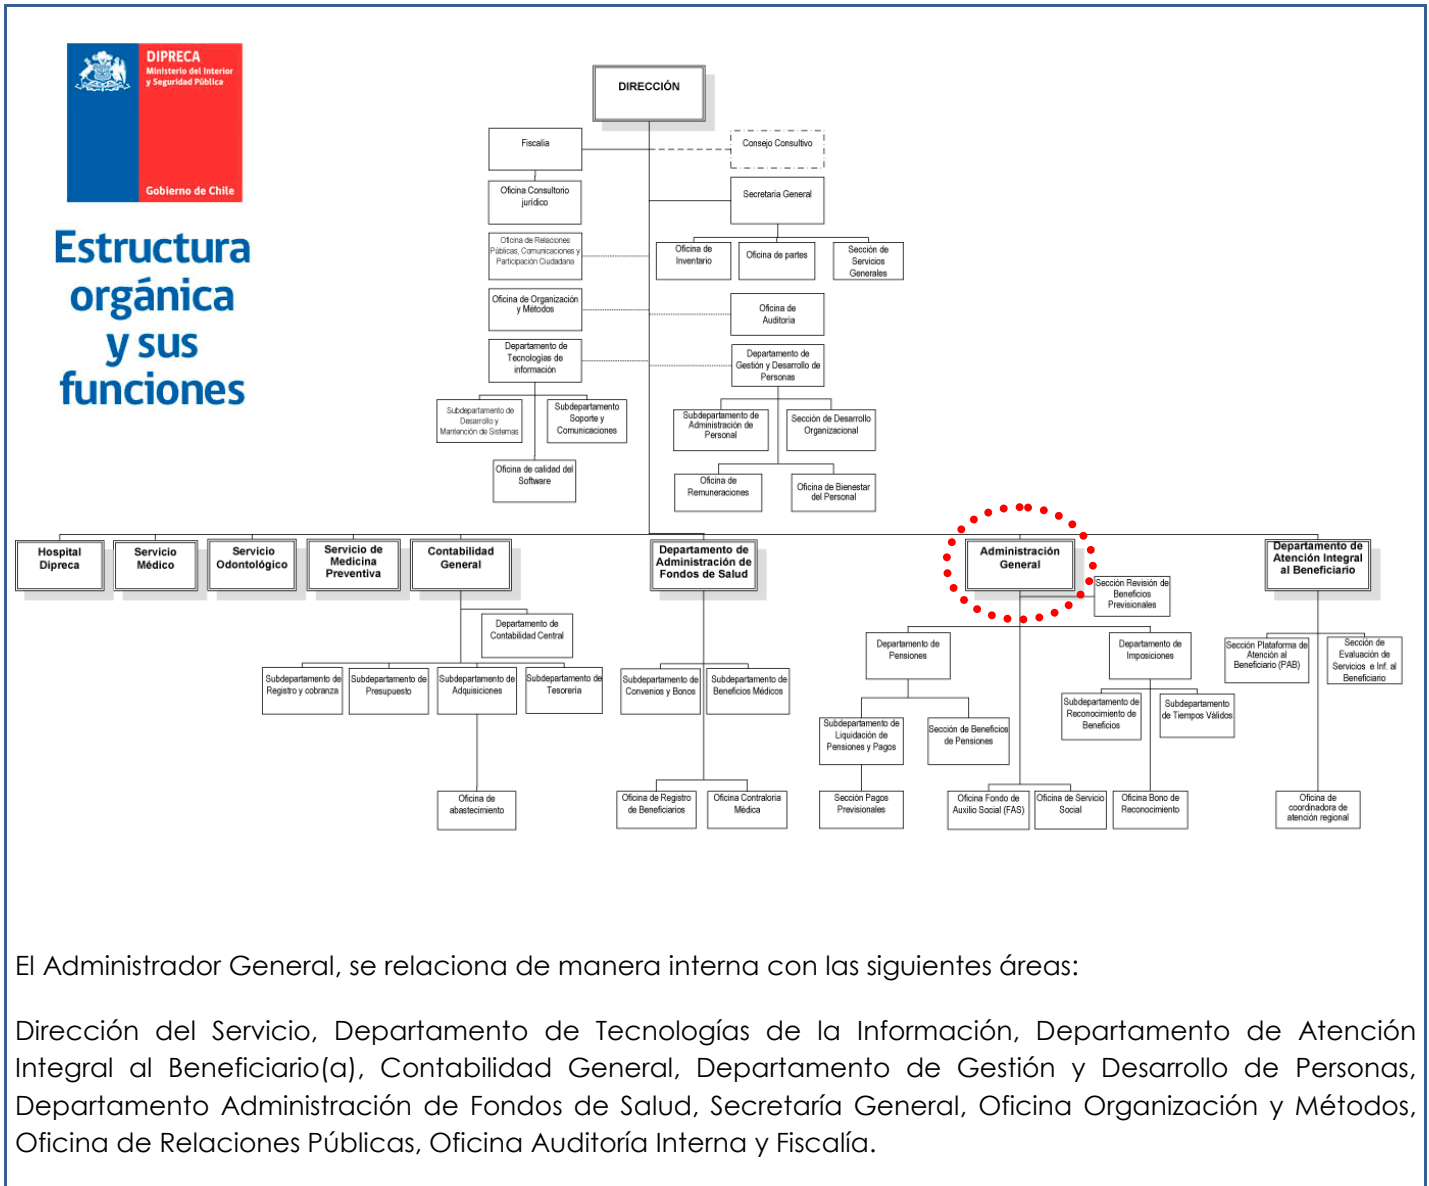 DIPRECA
Ministerio del Interior
y Seguridad Pública
Gobierno de Chile
Estructura
orgánica
y sus
funciones
DIRECCIÓN
Fiscalía
Consejo Consultivo
Oficina Consultorio
jurídico
Secretaria General
Oficina de Relaciones
Públicas, Comunicaciones y
Participación Ciudadana
Oficina de
Inventario
Oficina de partes
Sección de
Servicios
Generales
Oficina de Organización
y Métodos
Oficina de
Auditoría
Departamento de
Tecnologías de
información
Departamento de
Gestión y Desarrollo de
Personas
Subdepartamento de
Desarrollo y
Mantención de Sistemas
Subdepartamento
Soporte y
Comunicaciones
Subdepartamento de
Administración de
Personal
Sección de Desarrollo
Organizacional
Oficina de calidad del
Software
Oficina de
Remuneraciones
Oficina de Bienestar
del Personal
Hospital
Dipreca
Servicio
Médico
Servicio
Odontológico
Servicio de
Medicina
Preventiva
Contabilidad
General
Departamento de
Administración de
Fondos de Salud
Administración
General
Departamento de
Atención Integral
al Beneficiario
Sección Revisión de
Beneficios
Previsionales
Departamento de
Contabilidad Central
Departamento de
Pensiones
Departamento de
Imposiciones
Sección Plataforma de
Atención al
Beneficiario (PAB)
Sección de
Evaluación de
Servicios e Inf. al
Beneficiario
Subdepartamento de
Registro y cobranza
Subdepartamento de
Presupuesto
Subdepartamento de
Adquisiciones
Subdepartamento de
Tesorería
Subdepartamento de
Convenios y Bonos
Subdepartamento de
Beneficios Médicos
Subdepartamento de
Liquidación de
Pensiones y Pagos
Sección de Beneficios
de Pensiones
Subdepartamento de
Reconocimiento de
Beneficios
Subdepartamento
de Tiempos Válidos
Oficina de
abastecimiento
Oficina de Registro
de Beneficiarios
Oficina Contraloría
Médica
Sección Pagos
Previsionales
Oficina Fondo de
Auxilio Social (FAS)
Oficina de Servicio
Social
Oficina Bono de
Reconocimiento
Oficina de
coordinadora de
atención regional
El Administrador General, se relaciona de manera interna con las siguientes áreas:
Dirección del Servicio, Departamento de Tecnologías de la Información, Departamento de Atención
Integral al Beneficiario(a), Contabilidad General, Departamento de Gestión y Desarrollo de Personas,
Departamento Administración de Fondos de Salud, Secretaría General, Oficina Organización y Métodos,
Oficina de Relaciones Públicas, Oficina Auditoría Interna y Fiscalía.